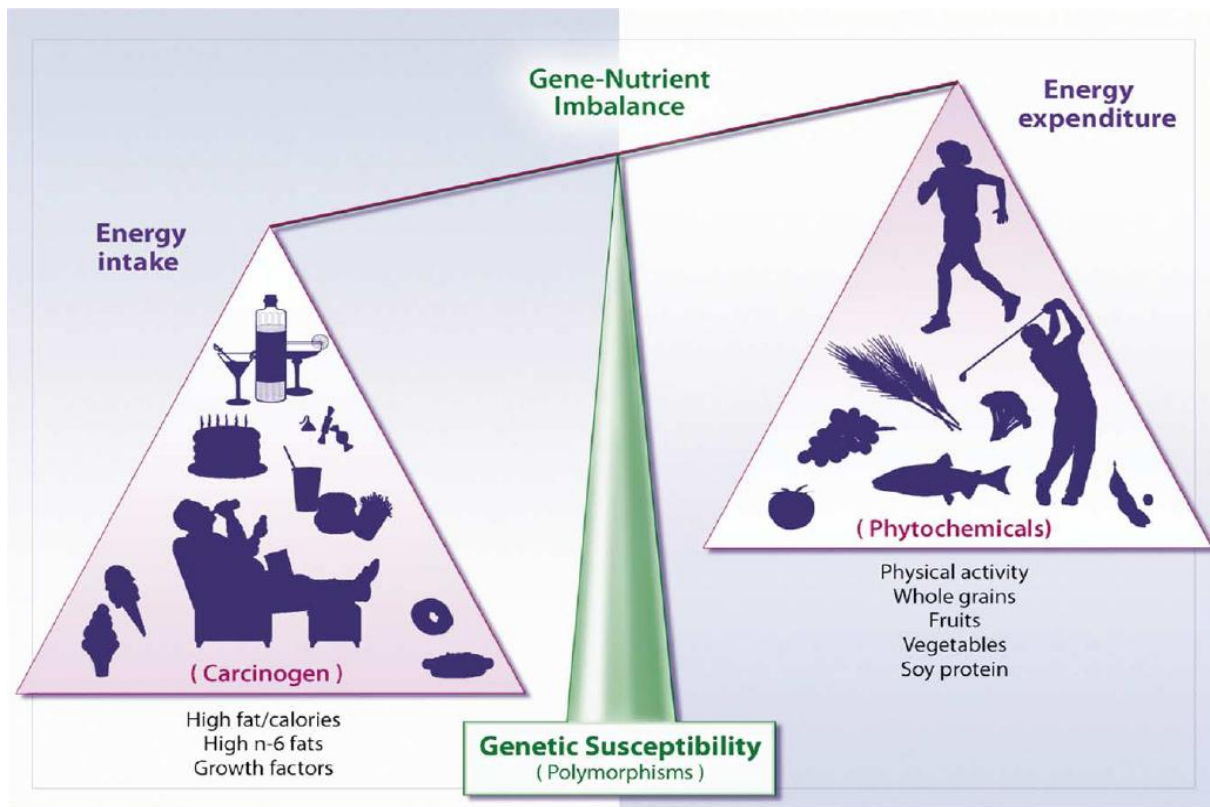 Gene-Nutrient
Imbalance
Energy
expenditure
Energy
intake
( Carcinogen )
High fat/calories
High n-6 fats
Growth factors
( Phytochemicals)
Physical activity
Whole grains
Fruits
Vegetables
Soy protein
Genetic Susceptibility
( Polymorphisms )